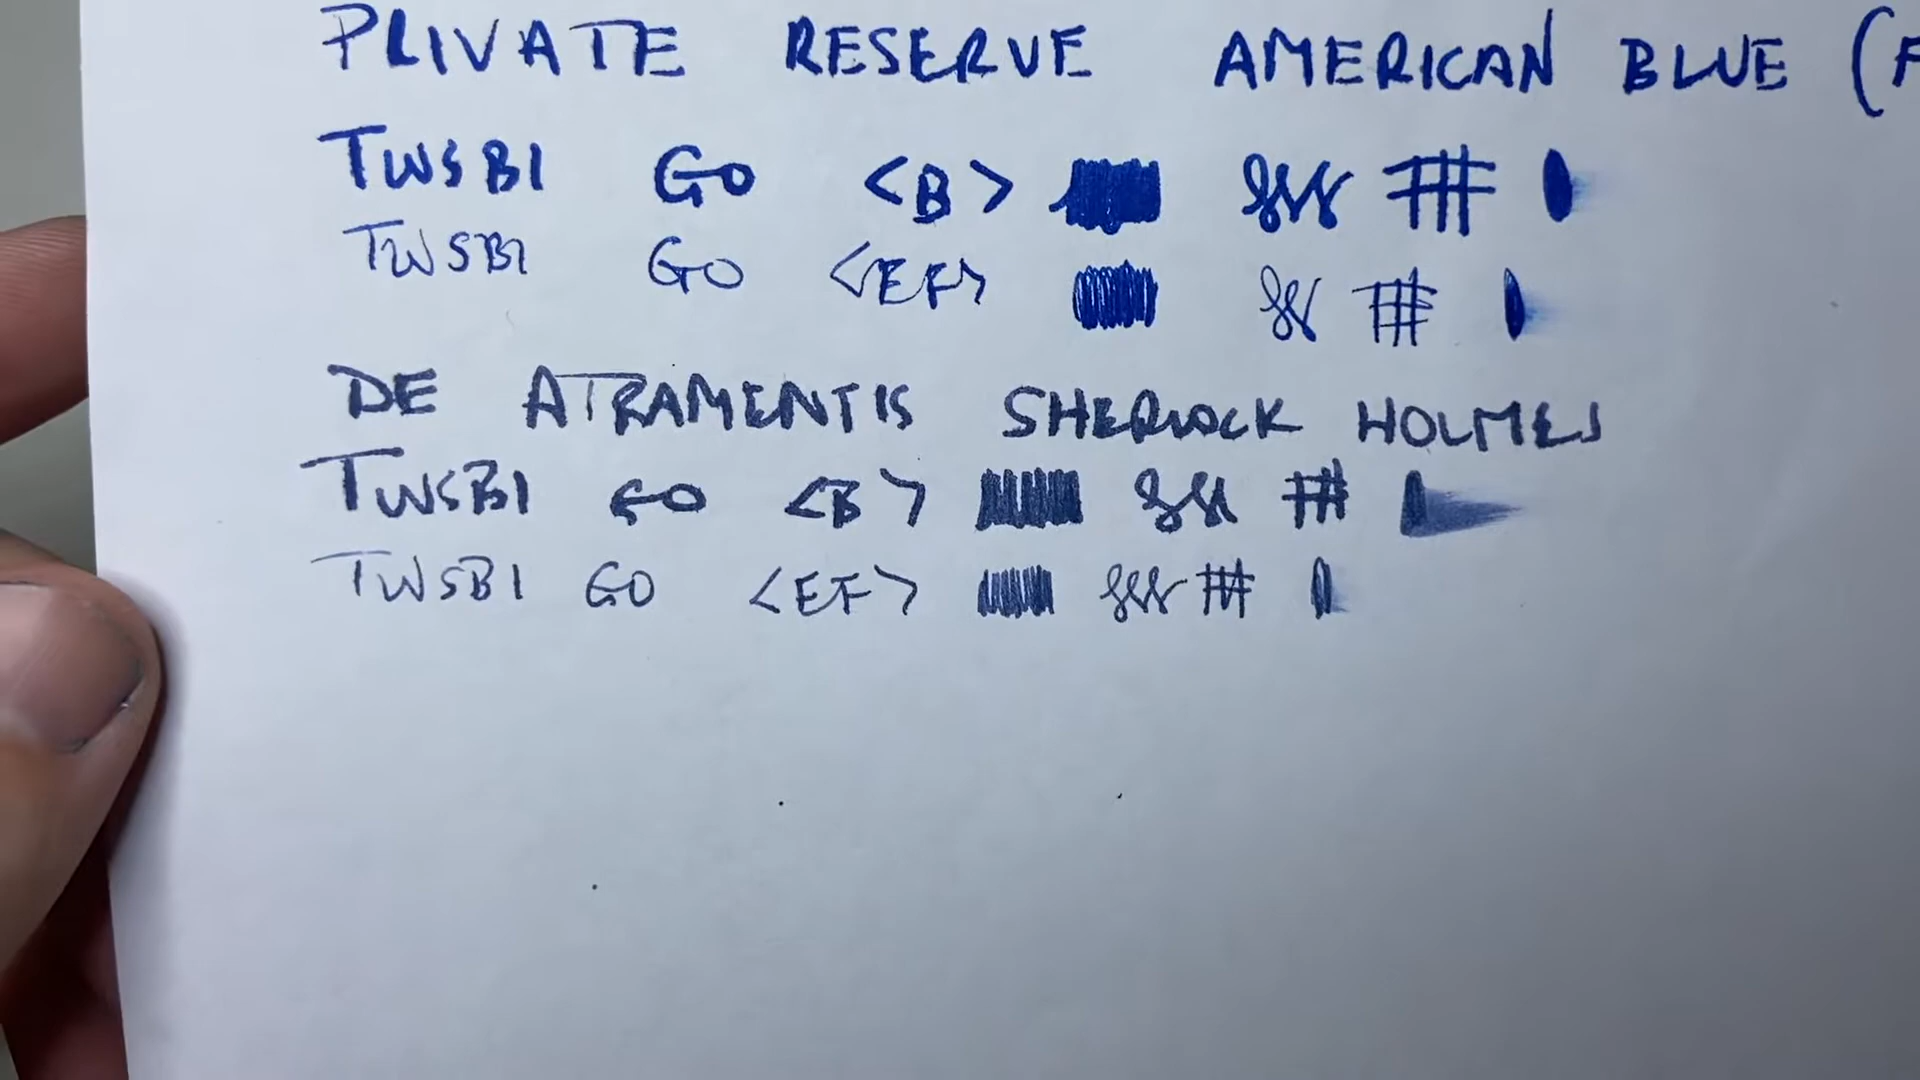 PRIVATE RESERVE AMERICAN BLUE (F
TWSBI GO <B>
TWSBI GO <EF>
DE ATRAMENTIS SHERLOCK HOLMES
TWSBI GO <B>
TWSBI GO <EF>